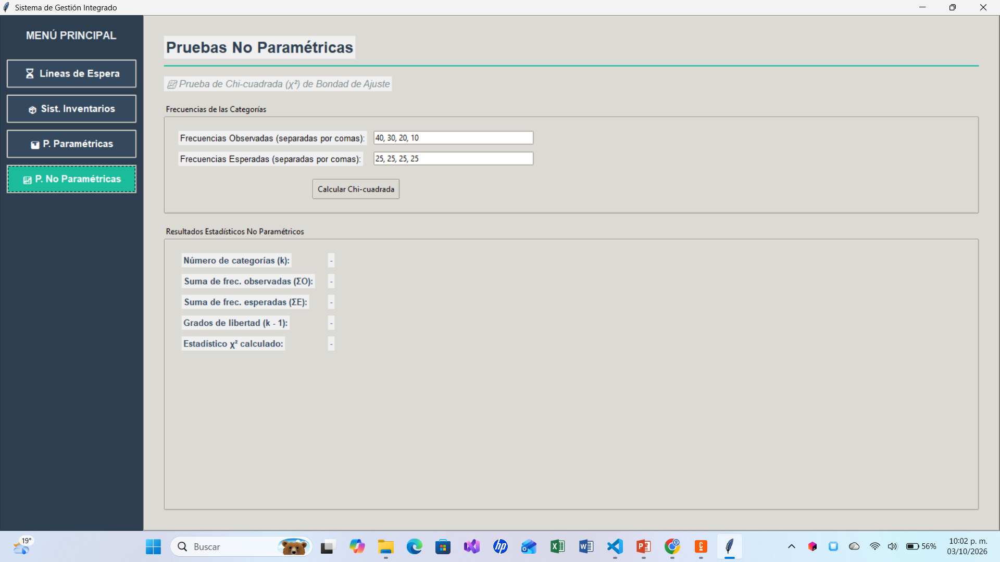 Sistema de Gestión Integrado
MENÚ PRINCIPAL
Líneas de Espera
Sist. Inventarios
P. Paramétricas
P. No Paramétricas
Pruebas No Paramétricas
Prueba de Chi-cuadrada (χ²) de Bondad de Ajuste
Frecuencias de las Categorías
Frecuencias Observadas (separadas por comas): 40, 30, 20, 10
Frecuencias Esperadas (separadas por comas): 25, 25, 25, 25
Calcular Chi-cuadrada
Resultados Estadísticos No Paramétricos
Número de categorías (k): -
Suma de frec. observadas (ΣO): -
Suma de frec. esperadas (ΣE): -
Grados de libertad (k - 1): -
Estadístico χ² calculado: -
19°
Buscar
56%
10:02 p. m.
03/10/2026